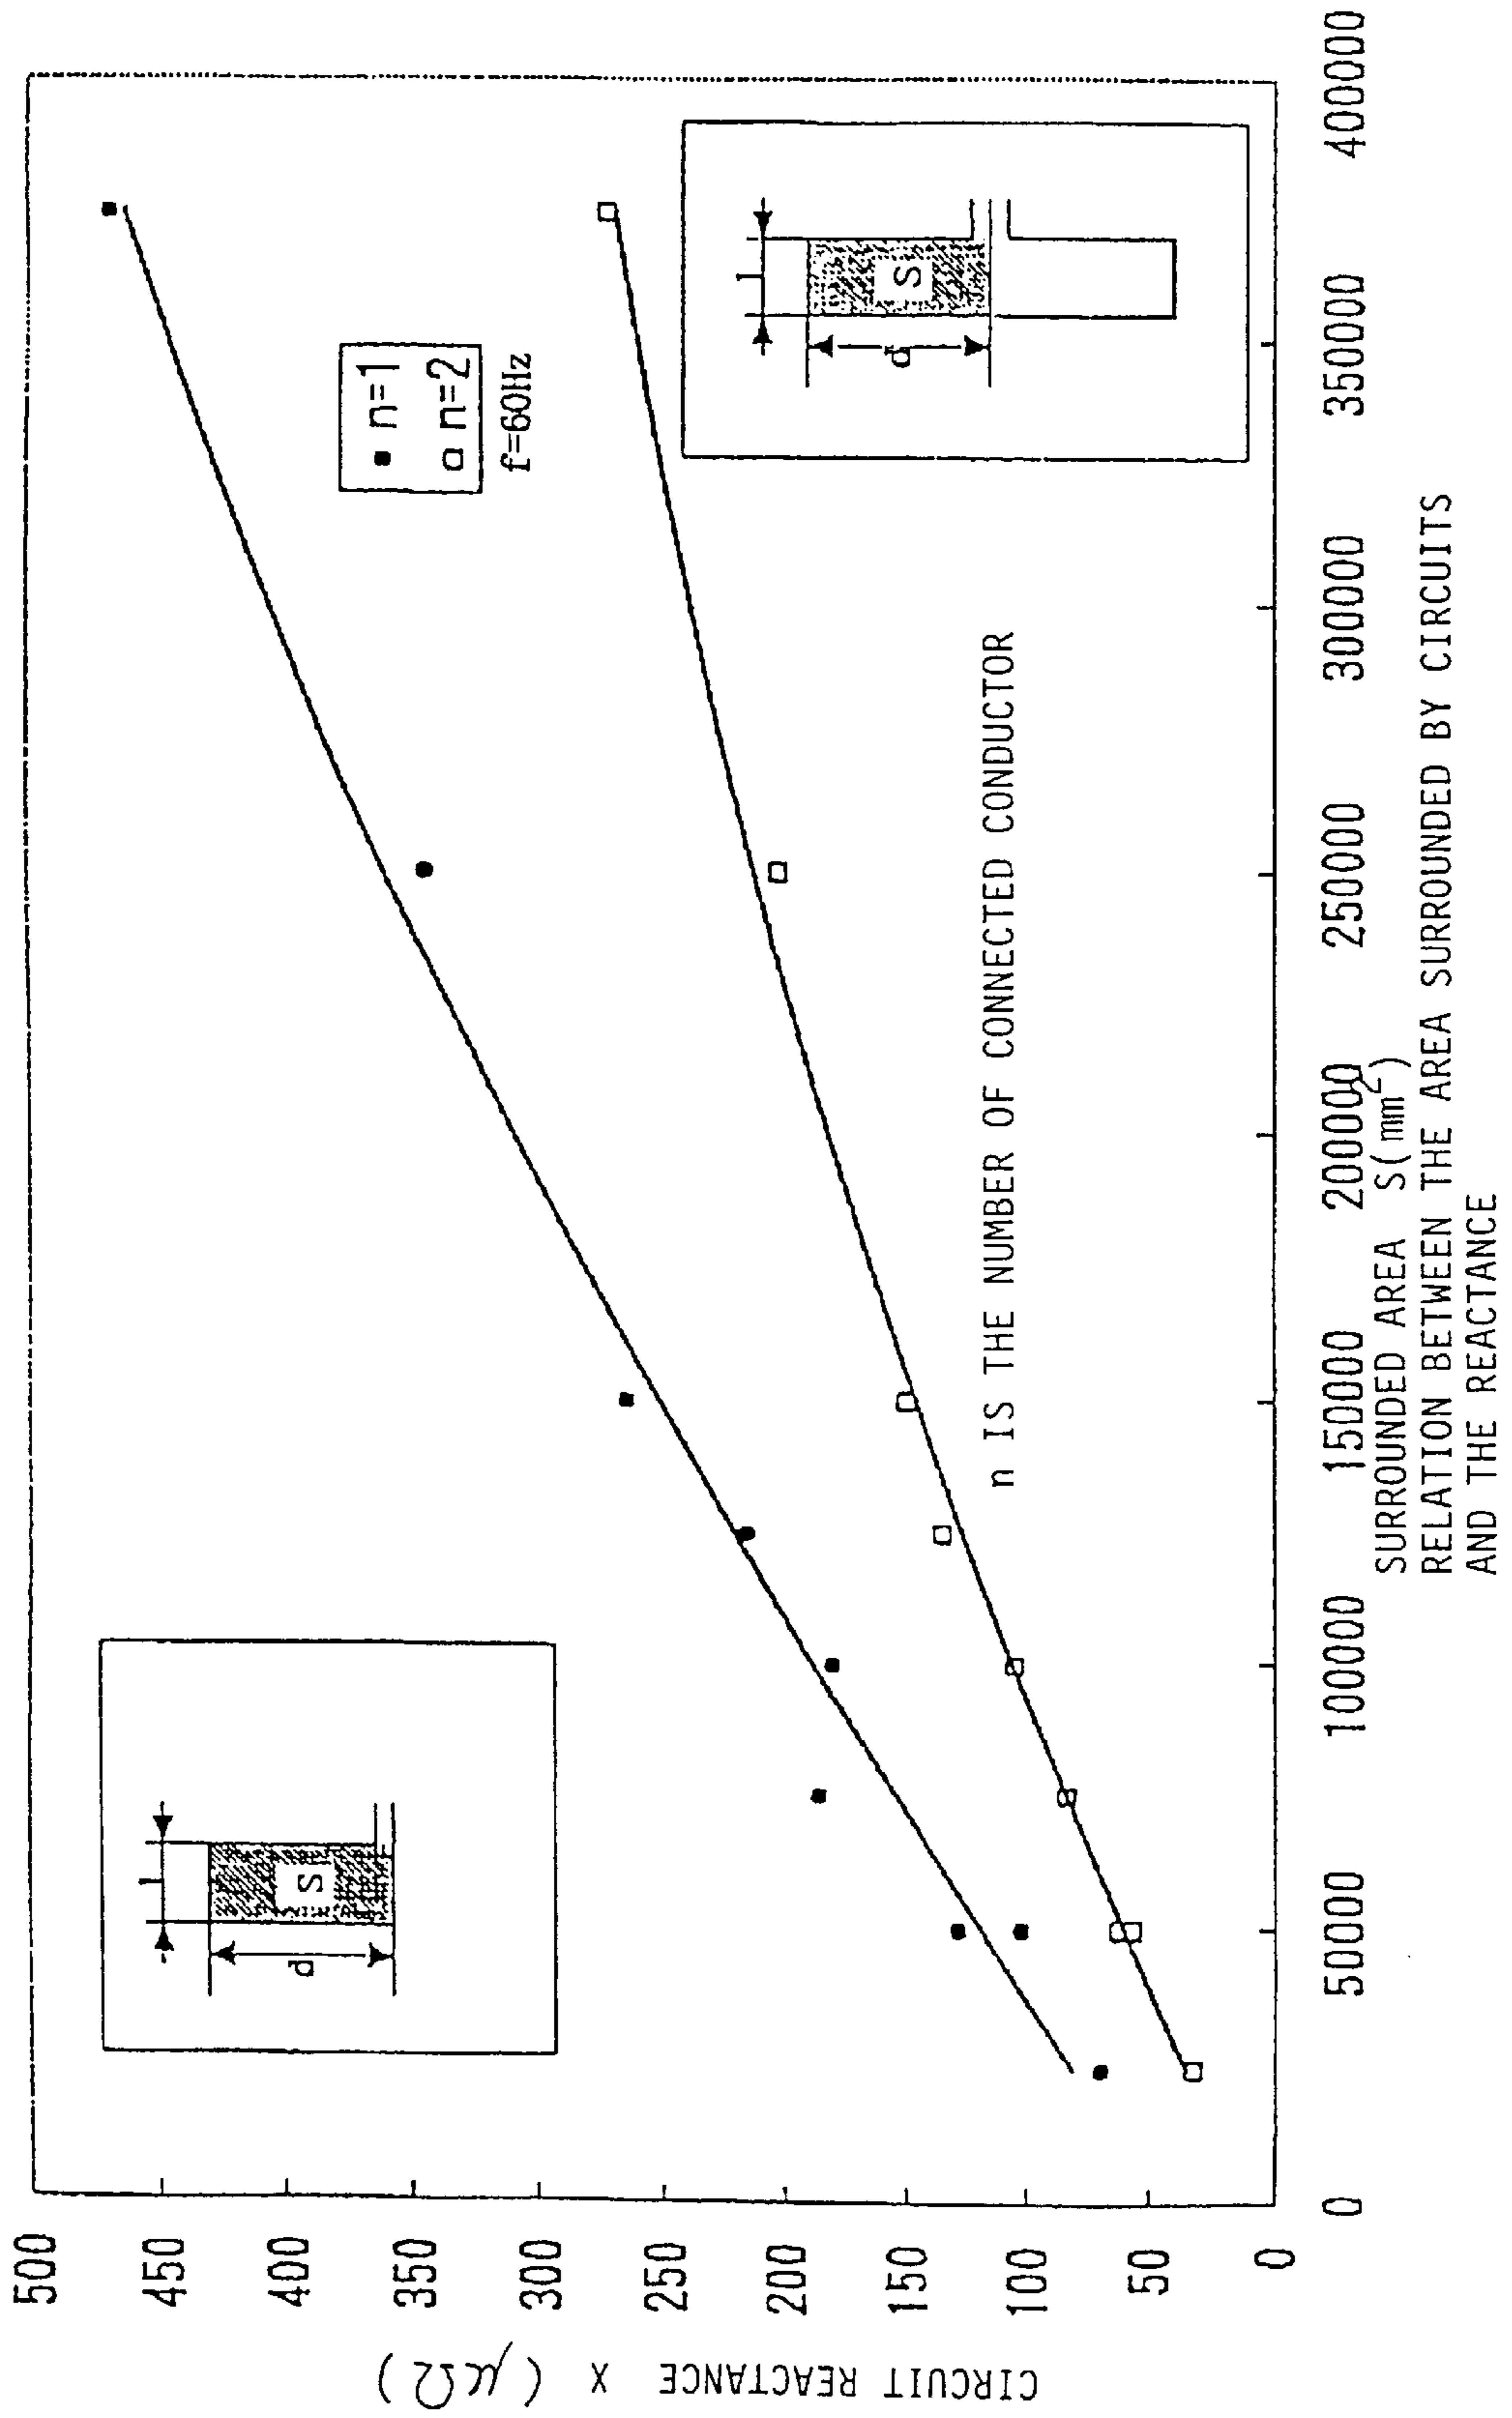 500
450
400
350
300
250
200
150
100
50
0
CIRCUIT REACTANCE X (μΩ)
l
d
S
n=1
n=2
f=60Hz
l
d
S
n IS THE NUMBER OF CONNECTED CONDUCTOR
0
50000
100000
150000
200000
250000
300000
350000
400000
SURROUNDED AREA S(mm²)
RELATION BETWEEN THE AREA SURROUNDED BY CIRCUITS
AND THE REACTANCE